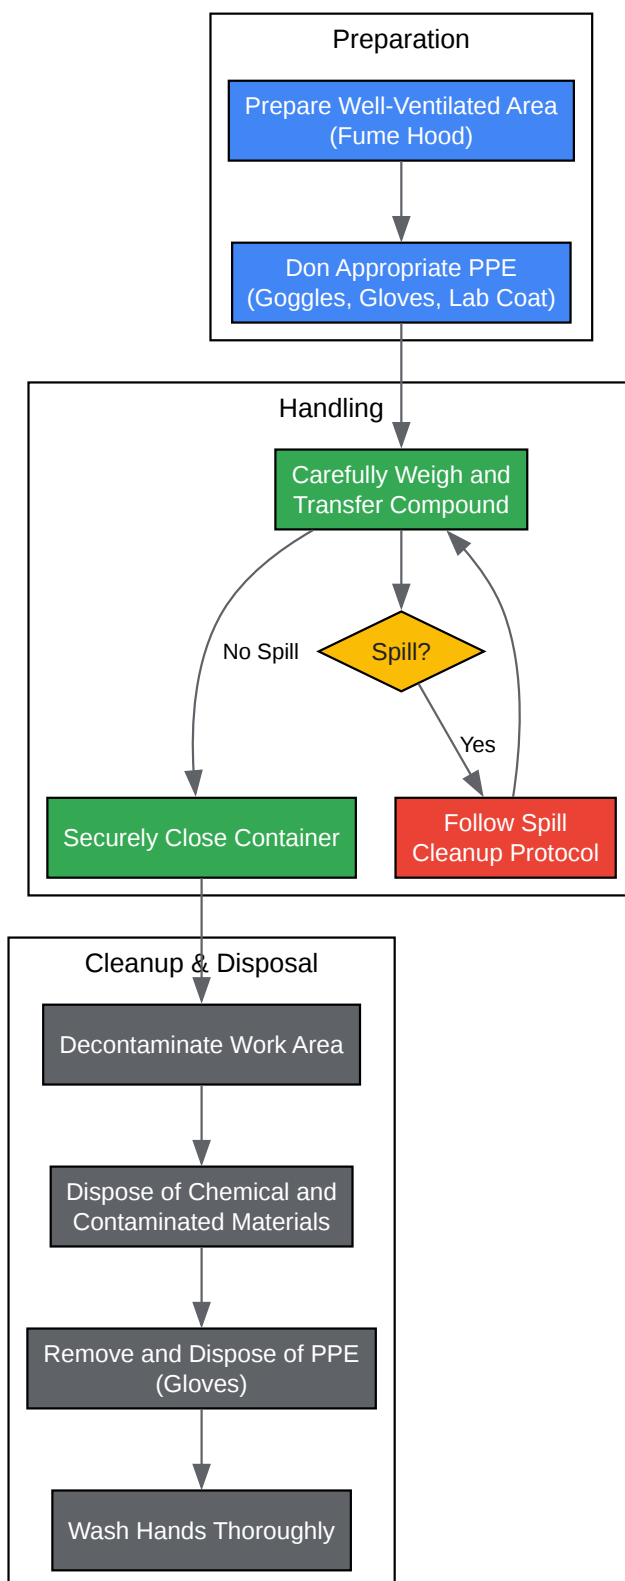 Preparation
Prepare Well-Ventilated Area
(Fume Hood)
Don Appropriate PPE
(Goggles, Gloves, Lab Coat)
Handling
Carefully Weigh and
Transfer Compound
No Spill
Spill?
Yes
Securely Close Container
Follow Spill
Cleanup Protocol
Cleanup & Disposal
Decontaminate Work Area
Dispose of Chemical and
Contaminated Materials
Remove and Dispose of PPE
(Gloves)
Wash Hands Thoroughly